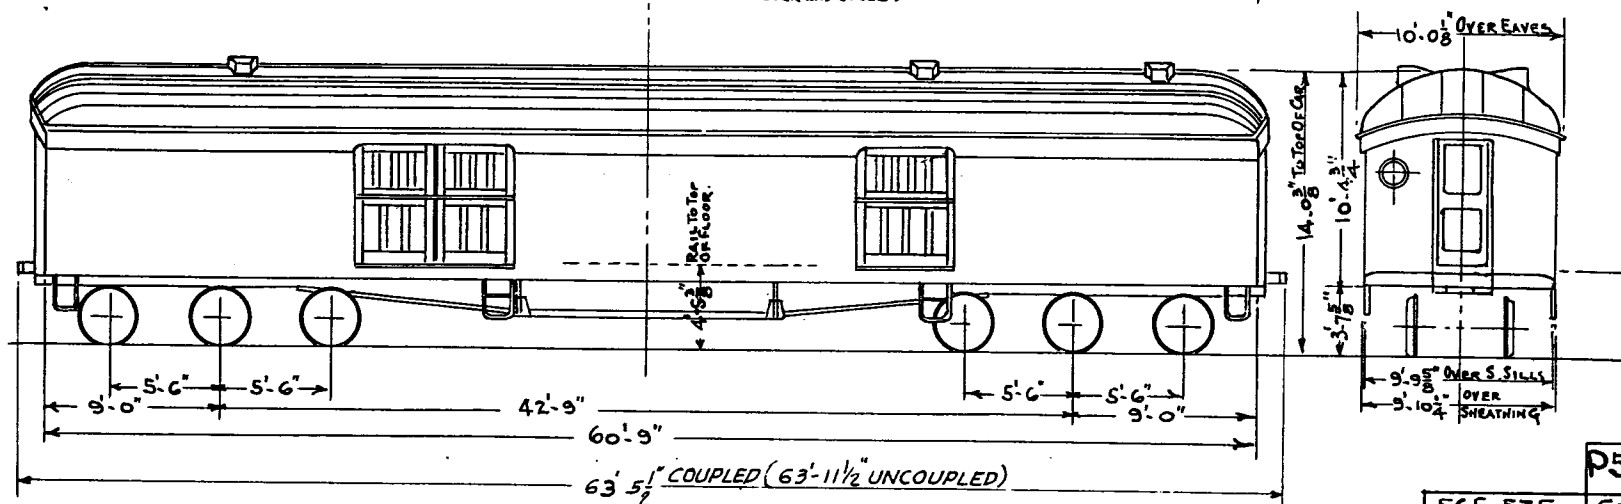 10'-0⅛" OVER EAVES
14'-0⅜" TO TOP OF CAR
10'-4¾"
RAIL TO TOP
OF FLOOR.
4'-5⅜"
3'-7⅝"
5'-6" 5'-6" 5'-6" 5'-6"
9'-9⅝" OVER S. SILLS
9'-0" 42'-9" 9'-0"
9'-10¼" OVER
SHEATHING
60'-9"
63' 5½" COUPLED (63'-11½" UNCOUPLED)